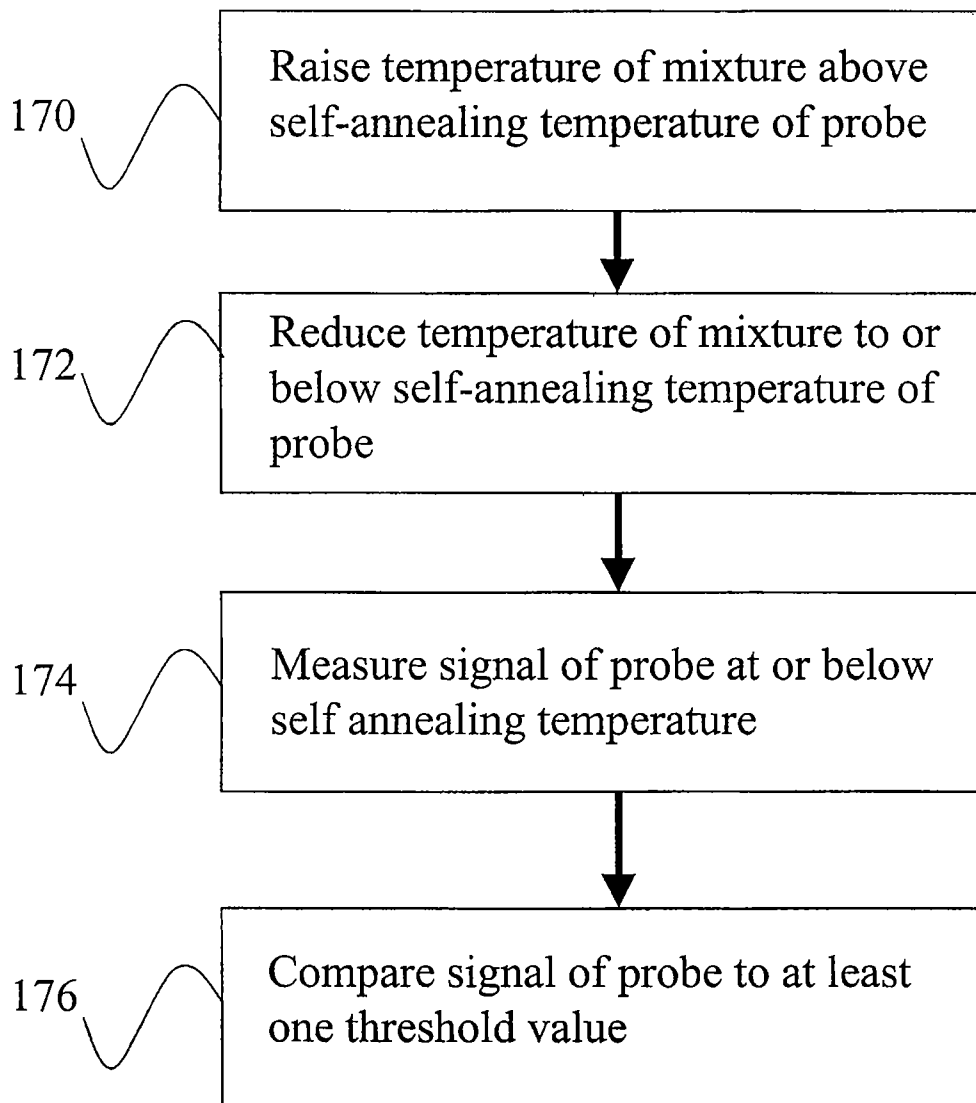 Raise temperature of mixture above
170
self-annealing temperature of probe
Reduce temperature of mixture to or
172
below self-annealing temperature of
probe
174
Measure signal of probe at or below
self annealing temperature
176
Compare signal of probe to at least
one threshold value